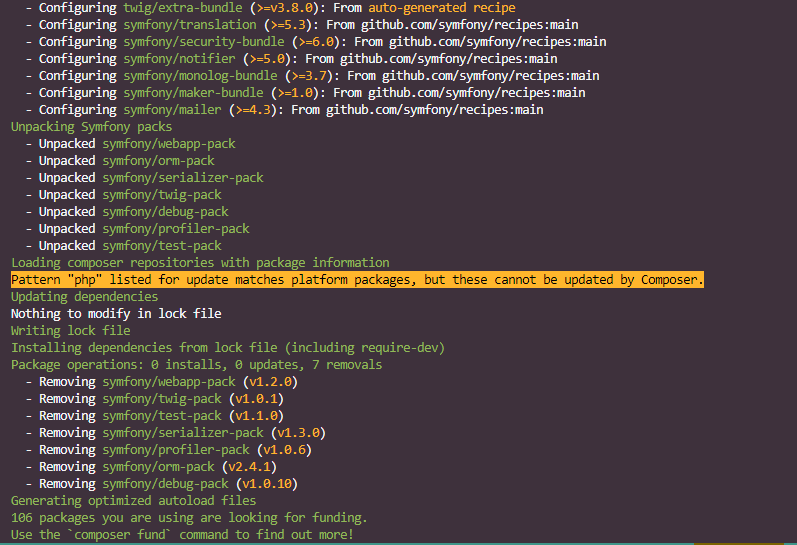 - Configuring twig/extra-bundle (>=v3.8.0): From auto-generated recipe
- Configuring symfony/translation (>=5.3): From github.com/symfony/recipes:main
- Configuring symfony/security-bundle (>=6.0): From github.com/symfony/recipes:main
- Configuring symfony/notifier (>=5.0): From github.com/symfony/recipes:main
- Configuring symfony/monolog-bundle (>=3.7): From github.com/symfony/recipes:main
- Configuring symfony/maker-bundle (>=1.0): From github.com/symfony/recipes:main
- Configuring symfony/mailer (>=4.3): From github.com/symfony/recipes:main
Unpacking Symfony packs
- Unpacked symfony/webapp-pack
- Unpacked symfony/orm-pack
- Unpacked symfony/serializer-pack
- Unpacked symfony/twig-pack
- Unpacked symfony/debug-pack
- Unpacked symfony/profiler-pack
- Unpacked symfony/test-pack
Loading composer repositories with package information
Pattern "php" listed for update matches platform packages, but these cannot be updated by Composer.
Updating dependencies
Nothing to modify in lock file
Writing lock file
Installing dependencies from lock file (including require-dev)
Package operations: 0 installs, 0 updates, 7 removals
- Removing symfony/webapp-pack (v1.2.0)
- Removing symfony/twig-pack (v1.0.1)
- Removing symfony/test-pack (v1.1.0)
- Removing symfony/serializer-pack (v1.3.0)
- Removing symfony/profiler-pack (v1.0.6)
- Removing symfony/orm-pack (v2.4.1)
- Removing symfony/debug-pack (v1.0.10)
Generating optimized autoload files
106 packages you are using are looking for funding.
Use the `composer fund` command to find out more!